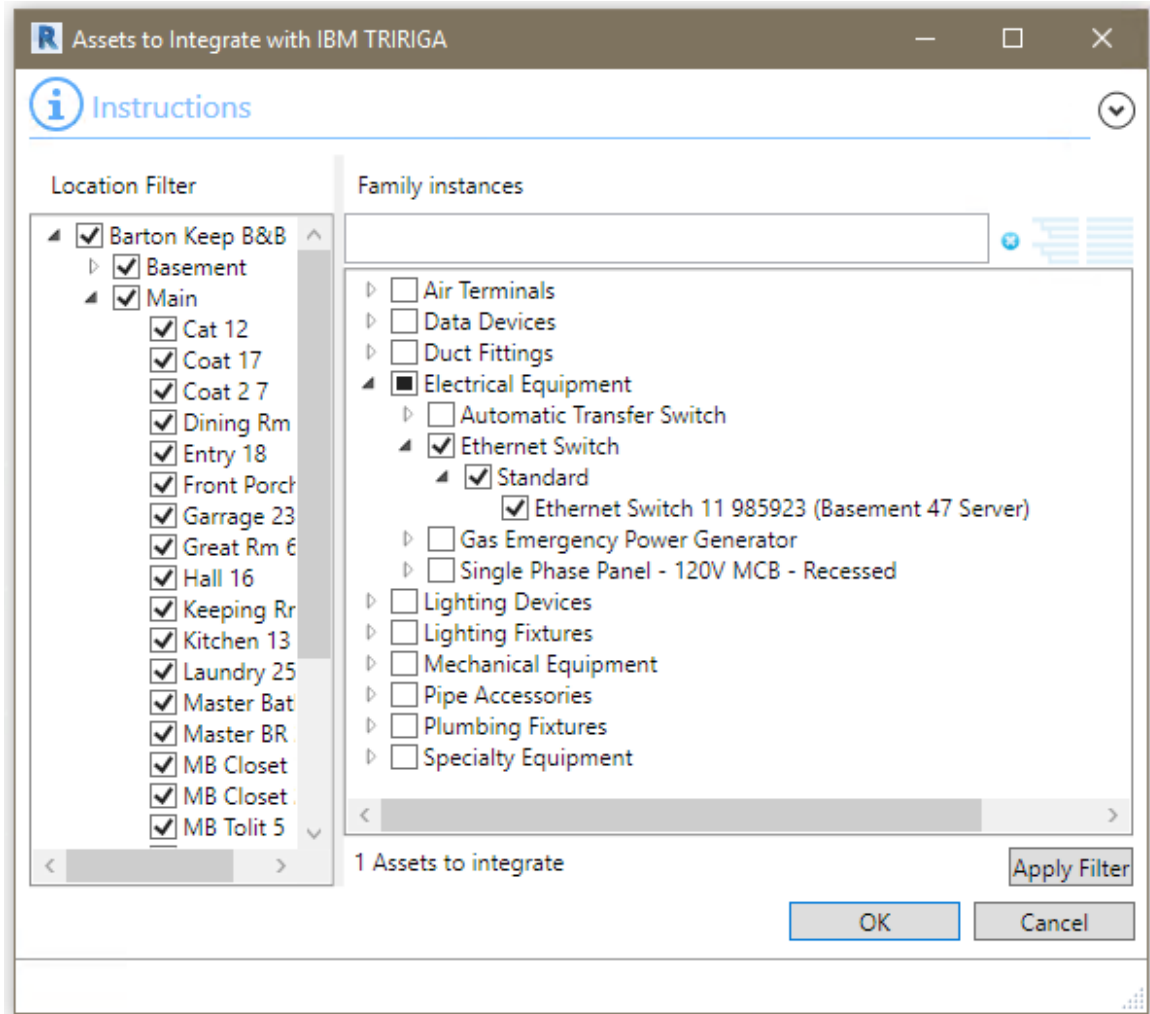 Assets to Integrate with IBM TRIRIGA
Instructions
Location Filter
Barton Keep B&B
Basement
Main
Cat 12
Coat 17
Coat 2 7
Dining Rm
Entry 18
Front Porch
Garrage 23
Great Rm 6
Hall 16
Keeping
Kitchen 13
Laundry 25
Master
Master BR
MB Closet
MB Closet
MB Tolit 5
Family instances
Air Terminals
Data Devices
Duct Fittings
Electrical Equipment
Automatic Transfer Switch
Ethernet Switch
Standard
Ethernet Switch 11 985923 (Basement 47 Server)
Gas Emergency Power Generator
Single Phase Panel - 120V MCB - Recessed
Lighting Devices
Lighting Fixtures
Mechanical Equipment
Pipe Accessories
Plumbing Fixtures
Specialty Equipment
1 Assets to integrate
Apply Filter
OK
Cancel